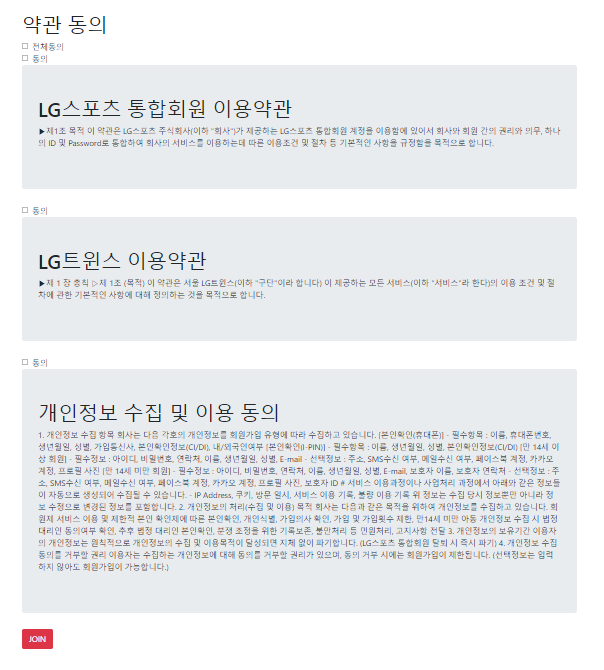 약관 동의
전체동의
동의
LG스포츠 통합회원 이용약관
▶제1조 목적 이 약관은 LG스포츠 주식회사(이하 "회사")가 제공하는 LG스포츠 통합회원 계정을 이용함에 있어서 회사와 회원 간의 권리와 의무, 하나
의 ID 및 Password로 통합하여 회사의 서비스를 이용하는데 따른 이용조건 및 절차 등 기본적인 사항을 규정함을 목적으로 합니다.
동의
LG트윈스 이용약관
▶제 1 장 총칙 ▷제 1조 (목적) 이 약관은 서울 LG트윈스(이하 "구단"이라 합니다) 이 제공하는 모든 서비스(이하 "서비스"라 한다)의 이용 조건 및 절
차에 관한 기본적인 사항에 대해 정의하는 것을 목적으로 합니다.
동의
개인정보 수집 및 이용 동의
1. 개인정보 수집 항목 회사는 다음 각호의 개인정보를 회원가입 유형에 따라 수집하고 있습니다. [본인확인(휴대폰)] - 필수항목 : 이름, 휴대폰번호,
생년월일, 성별, 가입통신사, 본인확인정보(CI/DI), 내/외국인여부 [본인확인(I-PIN)] - 필수항목 : 이름, 생년월일, 성별, 본인확인정보(CI/DI) [만 14세 이
상 회원] - 필수정보 : 아이디, 비밀번호, 연락처, 이름, 생년월일, 성별, E-mail - 선택정보 : 주소, SMS수신 여부, 메일수신 여부, 페이스북 계정, 카카오
계정, 프로필 사진 [만 14세 미만 회원] - 필수정보 : 아이디, 비밀번호, 연락처, 이름, 생년월일, 성별, E-mail, 보호자 이름, 보호자 연락처 - 선택정보 : 주
소, SMS수신 여부, 메일수신 여부, 페이스북 계정, 카카오 계정, 프로필 사진, 보호자 ID # 서비스 이용과정이나 사업처리 과정에서 아래와 같은 정보들
이 자동으로 생성되어 수집될 수 있습니다. - IP Address, 쿠키, 방문 일시, 서비스 이용 기록, 불량 이용 기록 위 정보는 수집 당시 정보뿐만 아니라 정
보 수정으로 변경된 정보를 포함합니다. 2. 개인정보의 처리(수집 및 이용) 목적 회사는 다음과 같은 목적을 위하여 개인정보를 수집하고 있습니다. 회
원제 서비스 이용 및 제한적 본인 확인제에 따른 본인확인, 개인식별, 가입의사 확인, 가입 및 가입횟수 제한, 만14세 미만 아동 개인정보 수집 시 법정
대리인 동의여부 확인, 추후 법정 대리인 본인확인, 분쟁 조정을 위한 기록보존, 불만처리 등 민원처리, 고지사항 전달 3. 개인정보의 보유기간 이용자
의 개인정보는 원칙적으로 개인정보의 수집 및 이용목적이 달성되면 지체 없이 파기합니다. (LG스포츠 통합회원 탈퇴 시 즉시 파기) 4. 개인정보 수집
동의를 거부할 권리 이용자는 수집하는 개인정보에 대해 동의를 거부할 권리가 있으며, 동의 거부 시에는 회원가입이 제한됩니다. (선택정보는 입력
하지 않아도 회원가입이 가능합니다.)
JOIN